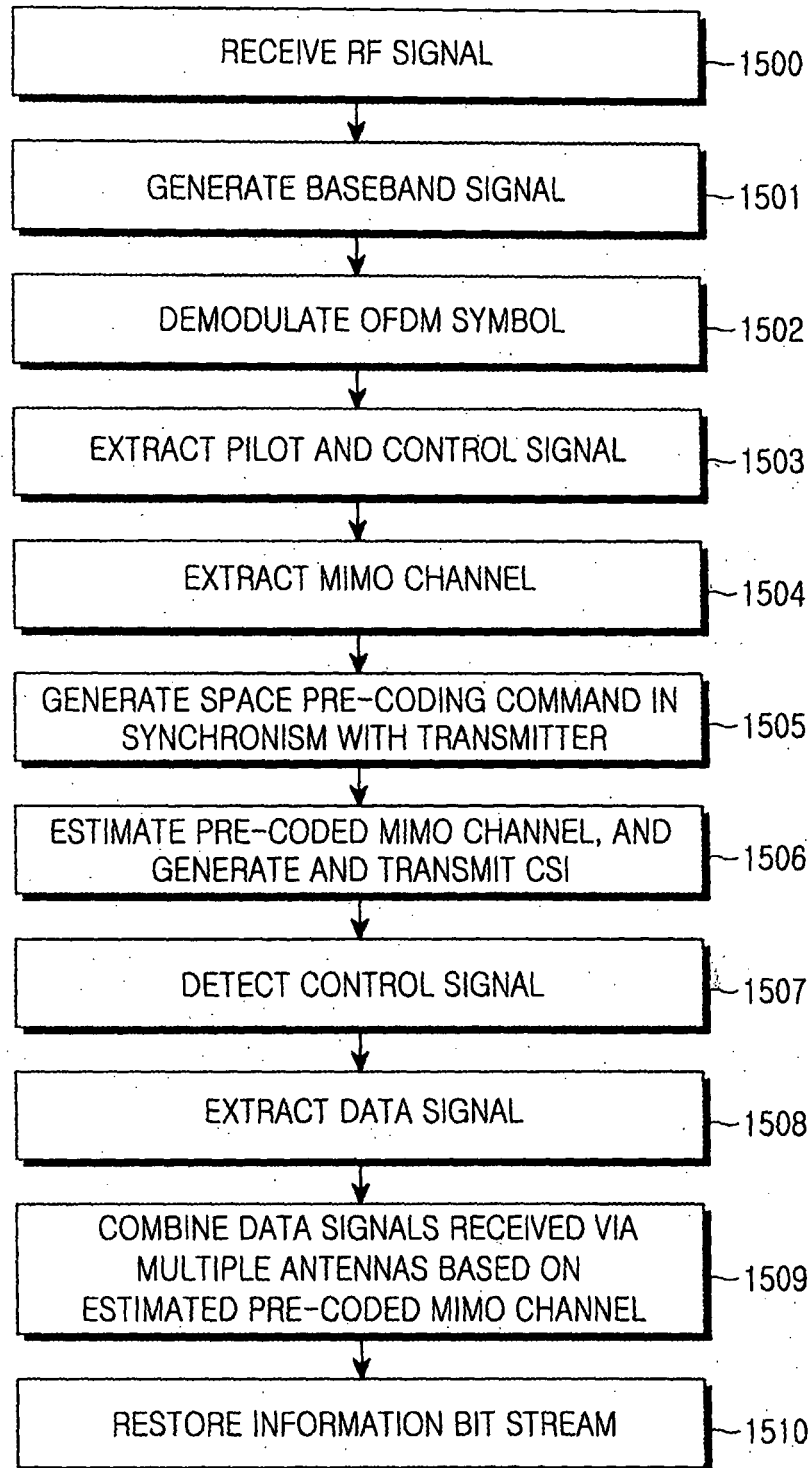 RECEIVE RF SIGNAL
1500
GENERATE BASEBAND SIGNAL
1501
DEMODULATE OFDM SYMBOL
1502
EXTRACT PILOT AND CONTROL SIGNAL
1503
EXTRACT MIMO CHANNEL
1504
GENERATE SPACE PRE-CODING COMMAND IN
SYNCHRONISM WITH TRANSMITTER
1505
ESTIMATE PRE-CODED MIMO CHANNEL, AND
GENERATE AND TRANSMIT CSI
1506
DETECT CONTROL SIGNAL
1507
EXTRACT DATA SIGNAL
1508
COMBINE DATA SIGNALS RECEIVED VIA
MULTIPLE ANTENNAS BASED ON
ESTIMATED PRE-CODED MIMO CHANNEL
1509
RESTORE INFORMATION BIT STREAM
1510